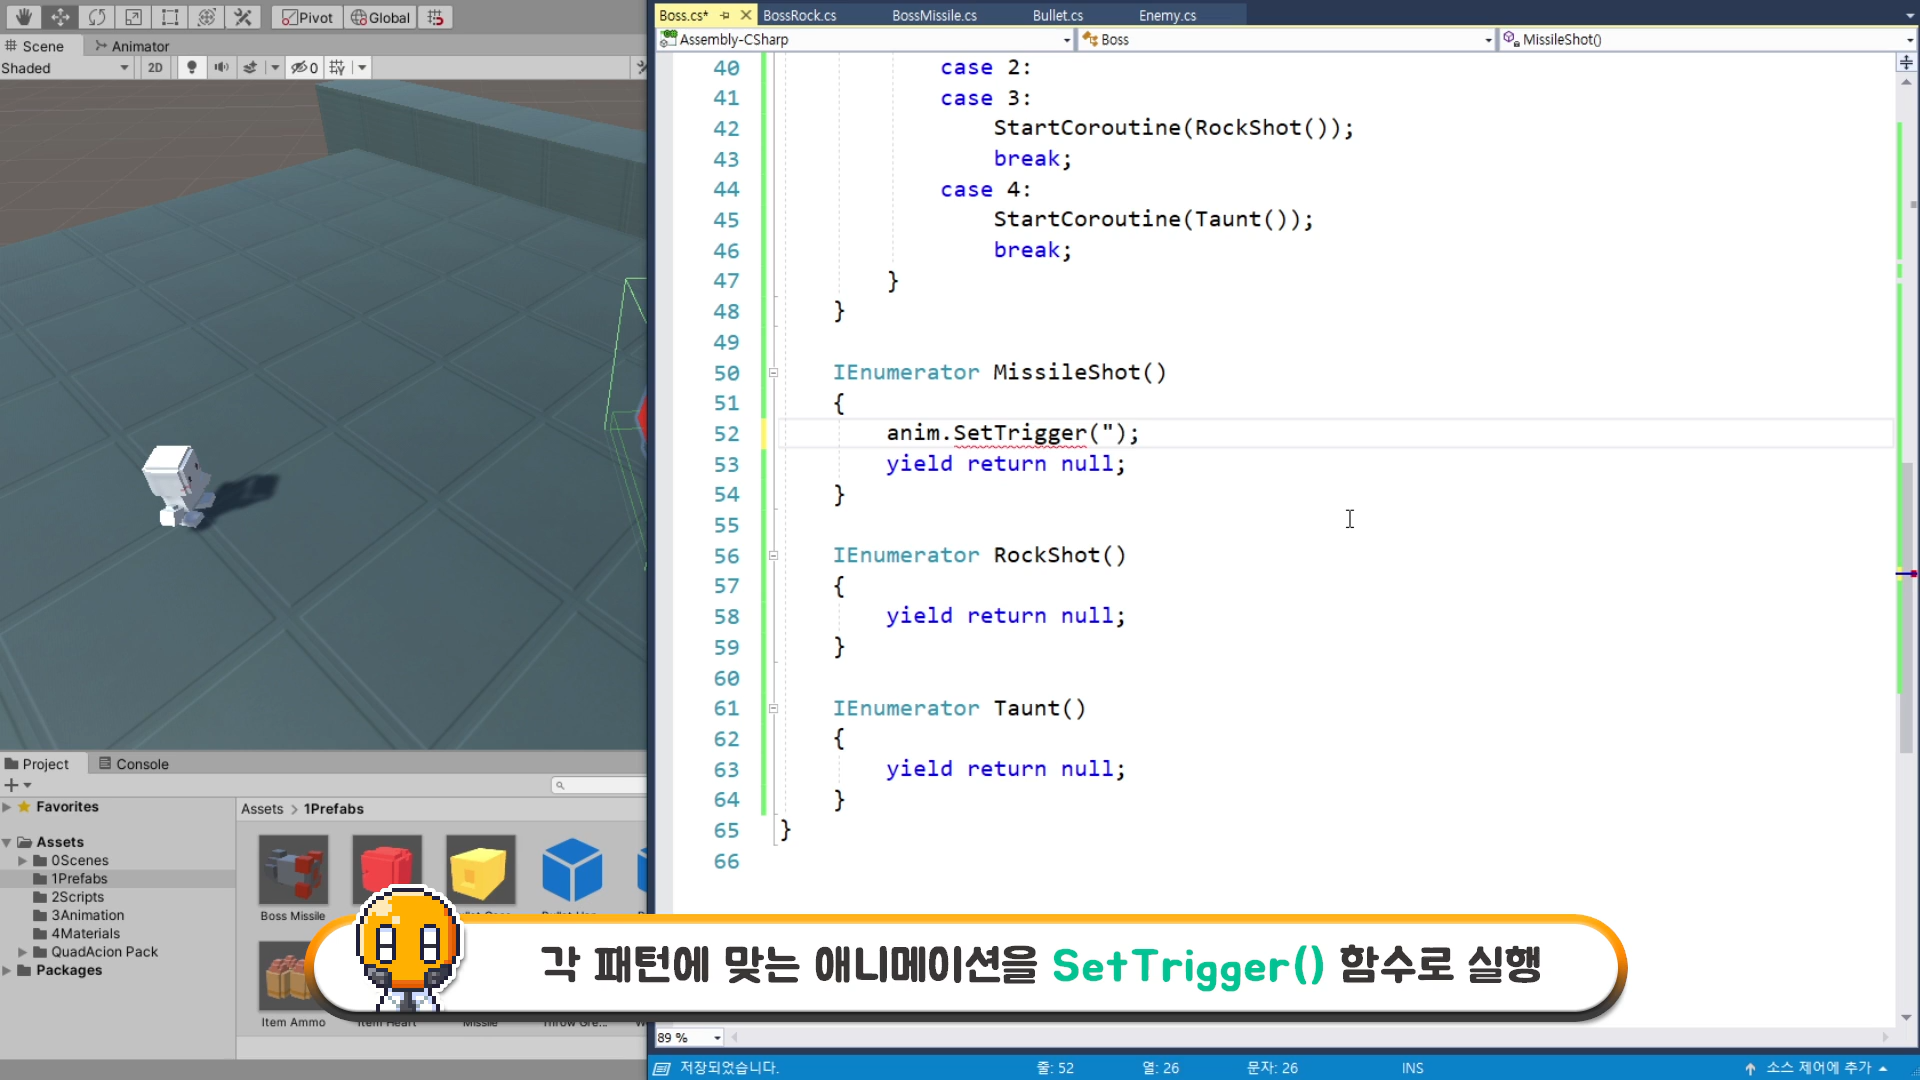 Pivot
Global
Scene
Animator
Shaded
2D
0
Boss.cs*
BossRock.cs
BossMissile.cs
Bullet.cs
Enemy.cs
Assembly-CSharp
Boss
MissileShot()
40 case 2:
41 case 3:
42 StartCoroutine(RockShot());
43 break;
44 case 4:
45 StartCoroutine(Taunt());
46 break;
47 }
48 }
49
50 IEnumerator MissileShot()
51 {
52 anim.SetTrigger(");
53 yield return null;
54 }
55
56 IEnumerator RockShot()
57 {
58 yield return null;
59 }
60
61 IEnumerator Taunt()
62 {
63 yield return null;
64 }
65 }
66
Project
Console
Favorites
Assets
0Scenes
1Prefabs
2Scripts
3Animation
4Materials
QuadAcion Pack
Packages
Assets > 1Prefabs
Boss Missile
Item Ammo
Item Heart
Missile
Throw Gre...
각 패턴에 맞는 애니메이션을 SetTrigger() 함수로 실행
89 %
저장되었습니다.
줄: 52
열: 26
문자: 26
INS
소스 제어에 추가